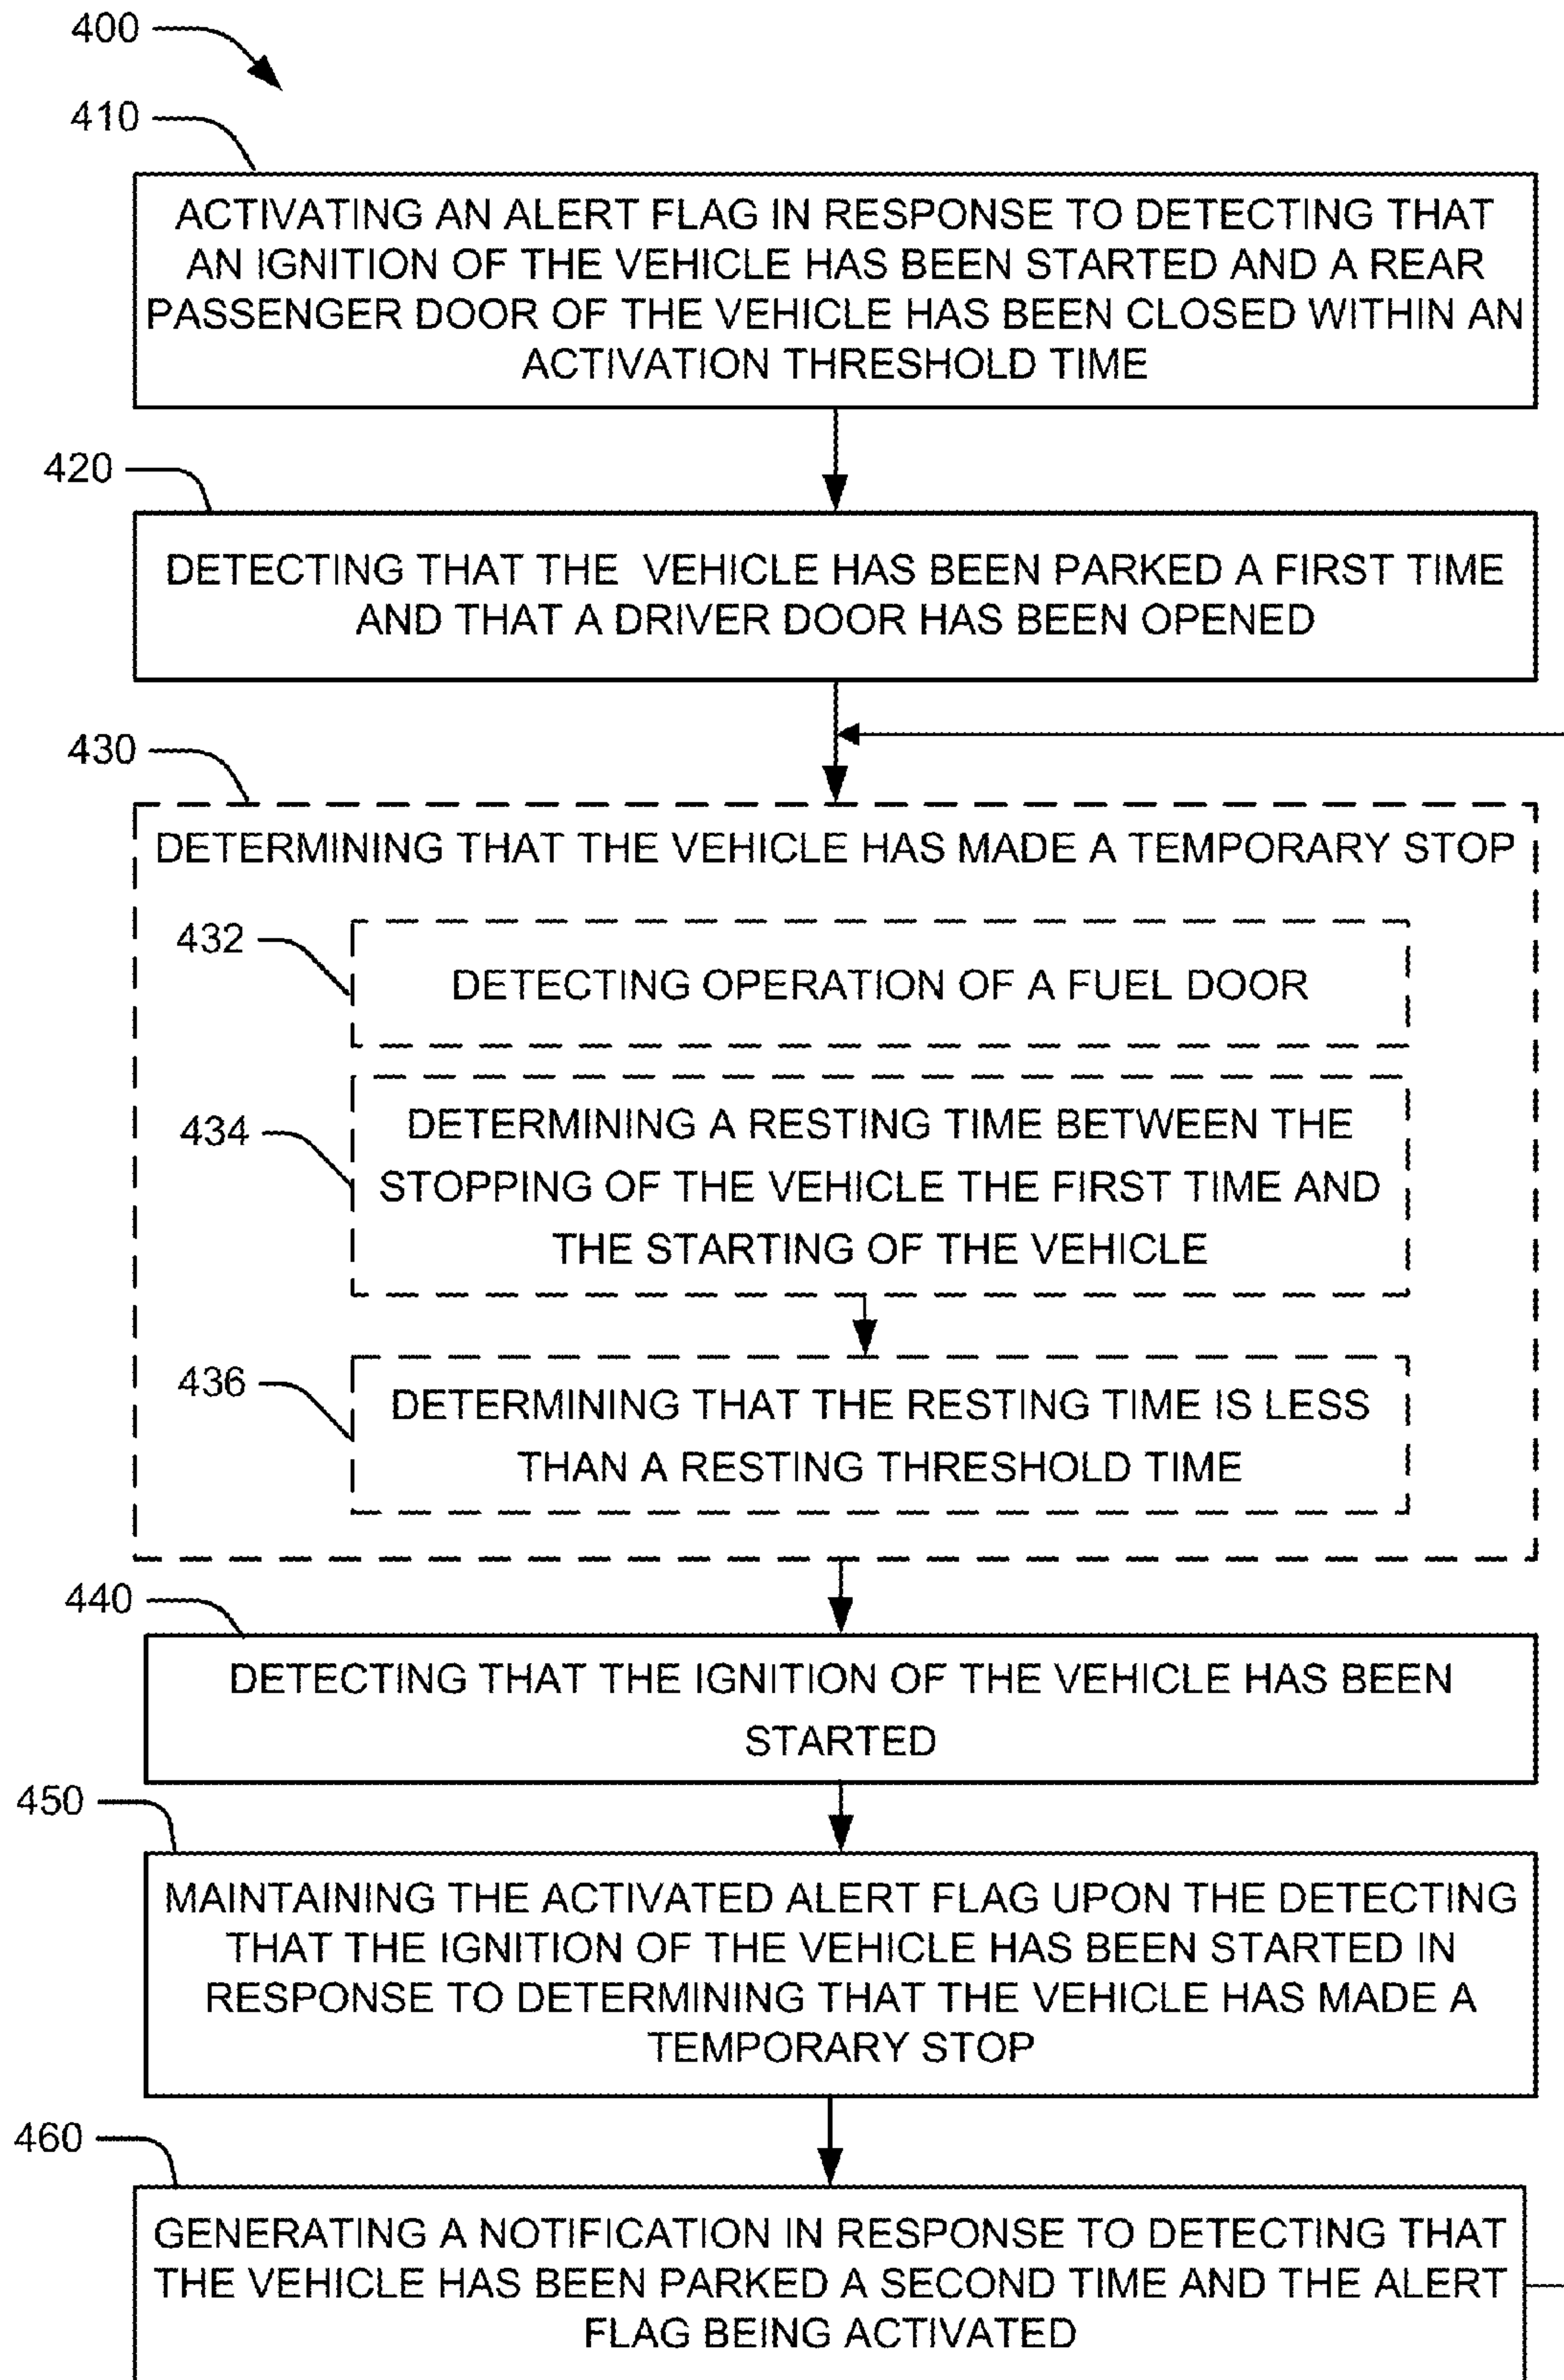 400
410
ACTIVATING AN ALERT FLAG IN RESPONSE TO DETECTING THAT
AN IGNITION OF THE VEHICLE HAS BEEN STARTED AND A REAR
PASSENGER DOOR OF THE VEHICLE HAS BEEN CLOSED WITHIN AN
ACTIVATION THRESHOLD TIME
420
DETECTING THAT THE VEHICLE HAS BEEN PARKED A FIRST TIME
AND THAT A DRIVER DOOR HAS BEEN OPENED
430
DETERMINING THAT THE VEHICLE HAS MADE A TEMPORARY STOP
432
DETECTING OPERATION OF A FUEL DOOR
434
DETERMINING A RESTING TIME BETWEEN THE
STOPPING OF THE VEHICLE THE FIRST TIME AND
THE STARTING OF THE VEHICLE
436
DETERMINING THAT THE RESTING TIME IS LESS
THAN A RESTING THRESHOLD TIME
440
DETECTING THAT THE IGNITION OF THE VEHICLE HAS BEEN
STARTED
450
MAINTAINING THE ACTIVATED ALERT FLAG UPON THE DETECTING
THAT THE IGNITION OF THE VEHICLE HAS BEEN STARTED IN
RESPONSE TO DETERMINING THAT THE VEHICLE HAS MADE A
TEMPORARY STOP
460
GENERATING A NOTIFICATION IN RESPONSE TO DETECTING THAT
THE VEHICLE HAS BEEN PARKED A SECOND TIME AND THE ALERT
FLAG BEING ACTIVATED